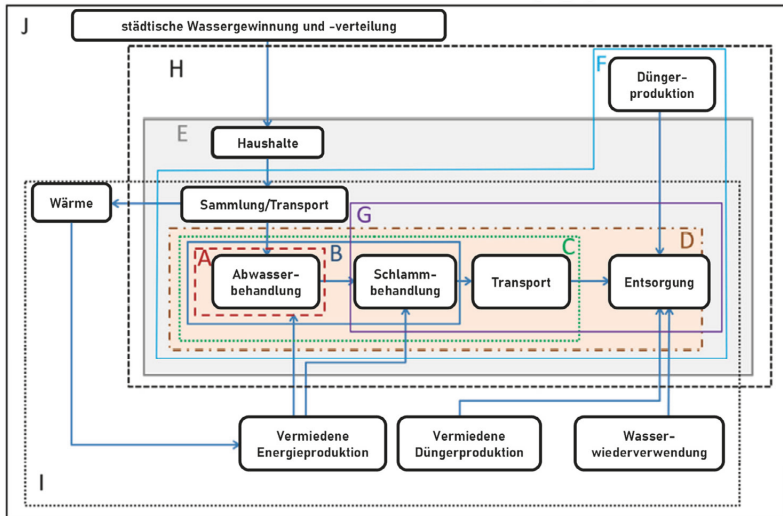 J
städtische Wassergewinnung und -verteilung
H
F
Dünger-
produktion
E
Haushalte
Wärme
Sammlung/Transport
G
A
B
C
D
Abwasser-
behandlung
Schlamm-
behandlung
Transport
Entsorgung
Vermiedene
Energieproduktion
Vermiedene
Düngerproduktion
Wasser-
wiederverwendung
I